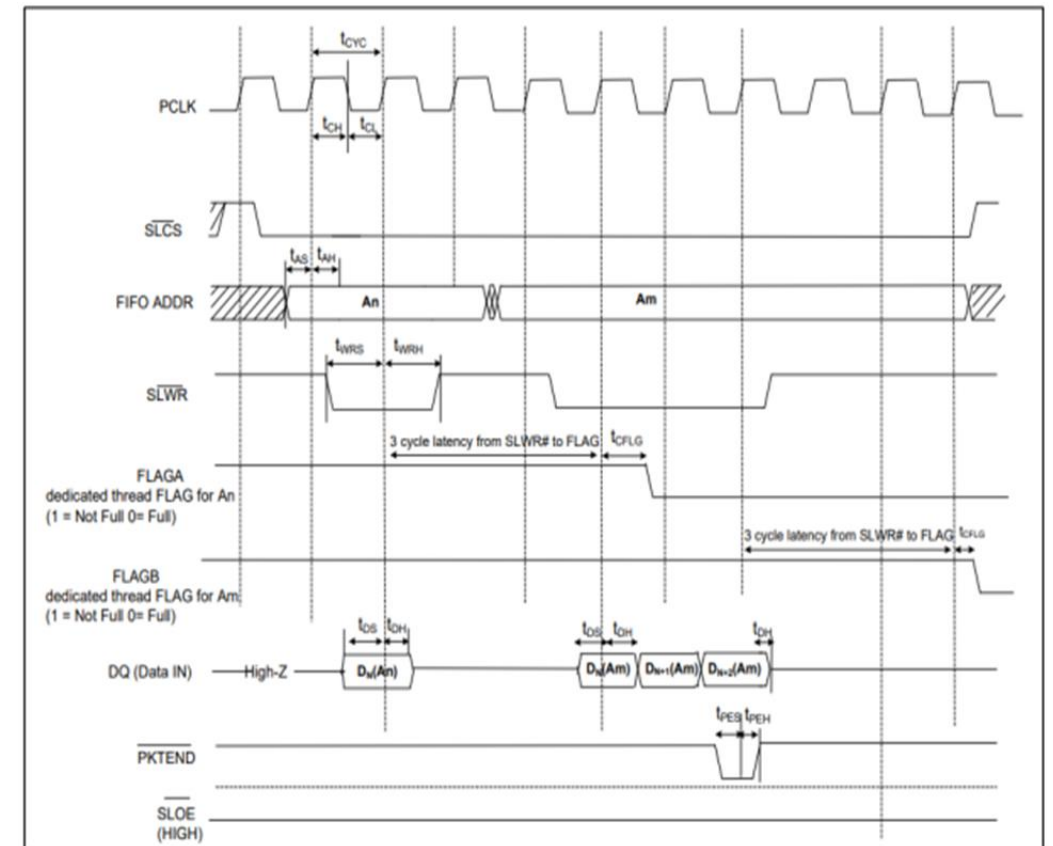 tCYC
PCLK
tCH tCL
SLCS
tAS tAH
FIFO ADDR An Am
tWRS tWRH
SLWR
3 cycle latency from SLWR# to FLAG tCFLG
FLAGA
dedicated thread FLAG for An
(1 = Not Full 0= Full)
3 cycle latency from SLWR# to FLAG tCFLG
FLAGB
dedicated thread FLAG for Am
(1 = Not Full 0= Full)
tDS tDH tDS tDH tDH
DQ (Data IN) High-Z DN(An) DN(Am) DN+1(Am) DN+2(Am)
tPES tPEH
PKTEND
SLOE
(HIGH)